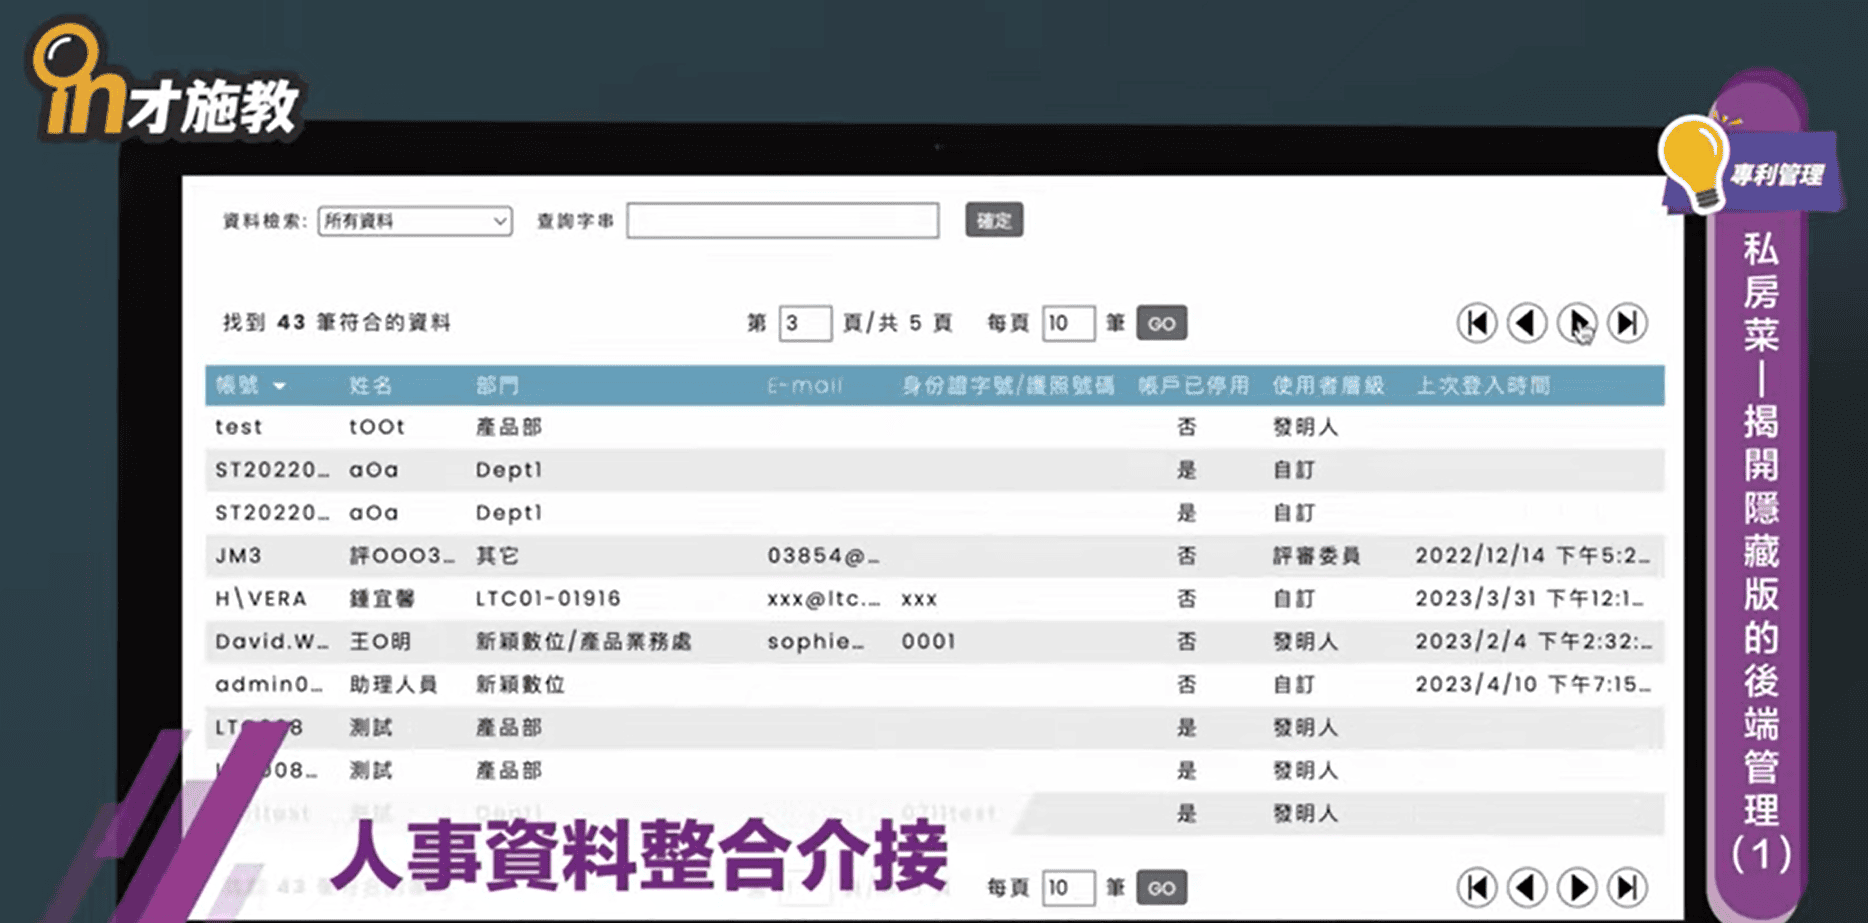 in才施教
專利管理
私房菜—揭開隱藏版的後端管理(1)
資料檢索: 所有資料 查詢字串 確定
找到 43 筆符合的資料 第 3 頁/共 5 頁 每頁 10 筆 GO
帳號 姓名 部門 E-mail 身份證字號/護照號碼 帳戶已停用 使用者層級 上次登入時間
test tOOt 產品部 否 發明人
ST20220… aOa Dept1 是 自訂
ST20220… aOa Dept1 是 自訂
JM3 評OOO3… 其它 03854@… 否 評審委員 2022/12/14 下午5:2…
H\VERA 鍾宜馨 LTC01-01916 xxx@ltc.… xxx 否 自訂 2023/3/31 下午12:1…
David.W… 王O明 新穎數位/產品業務處 sophie… 0001 否 發明人 2023/2/4 下午2:32:…
admin0… 助理人員 新穎數位 否 自訂 2023/4/10 下午7:15…
測試 產品部 是 發明人
測試 產品部 是 發明人
Dept1 0711test 是 發明人
人事資料整合介接
43 每頁 10 筆 GO